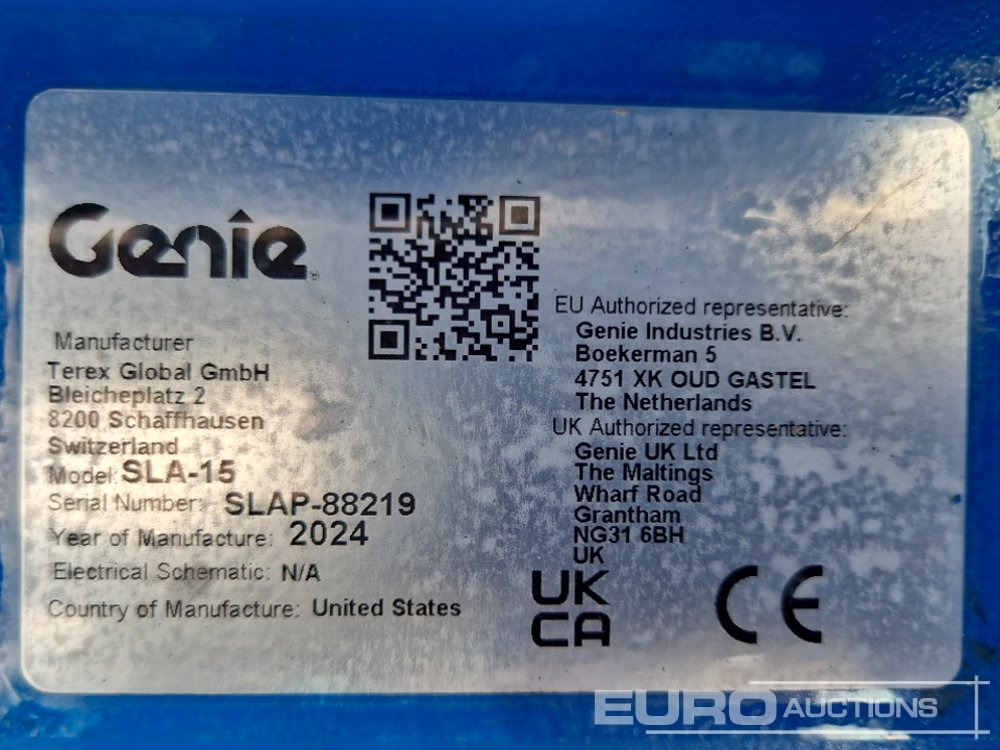 Genie
Manufacturer
Terex Global GmbH
Bleicheplatz 2
8200 Schaffhausen
Switzerland
Model: SLA-15
Serial Number: SLAP-88219
Year of Manufacture: 2024
Electrical Schematic: N/A
Country of Manufacture: United States
EU Authorized representative:
Genie Industries B.V.
Boekerman 5
4751 XK OUD GASTEL
The Netherlands
UK Authorized representative:
Genie UK Ltd
The Maltings
Wharf Road
Grantham
NG31 6BH
UK
UK
CA
CE
EURO AUCTIONS